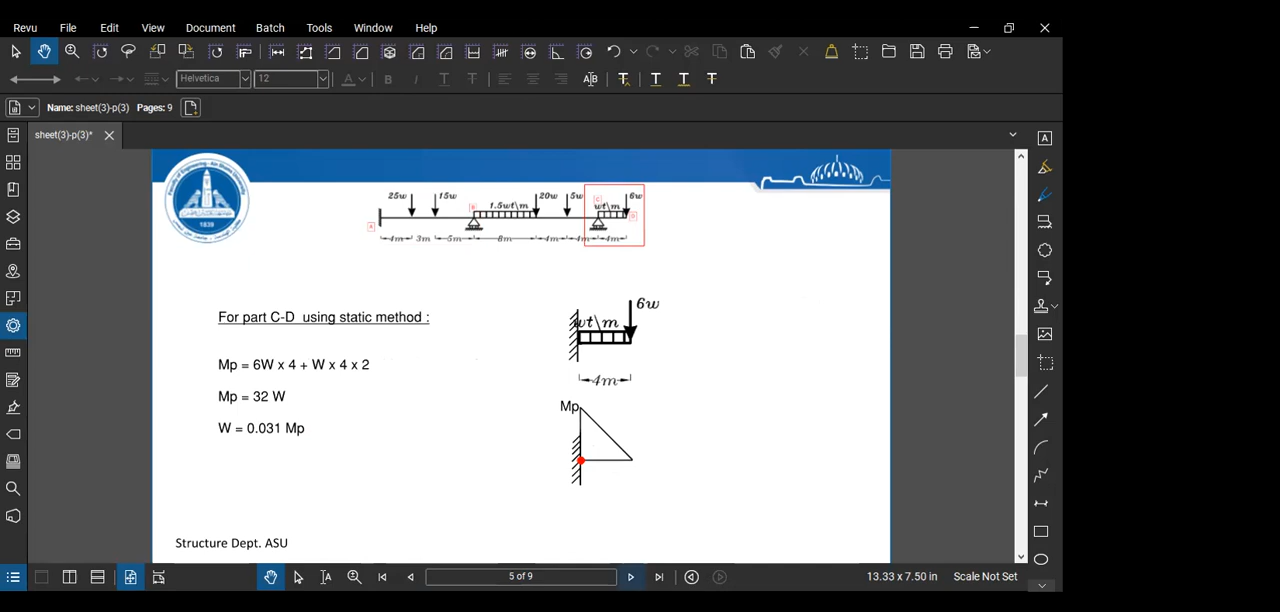 Revu File Edit View Document Batch Tools Window Help
Helvetica 12
Name: sheet(3)-p(3) Pages: 9
sheet(3)-p(3)*
25w 15w 1.5wt\m 20w 5w wt\m 6w
A B C D
4m 3m 5m 8m 4m 4m 4m
For part C-D using static method :
6w
wt\m
Mp = 6W x 4 + W x 4 x 2
4m
Mp = 32 W
Mp
W = 0.031 Mp
Structure Dept. ASU
5 of 9
13.33 x 7.50 in Scale Not Set